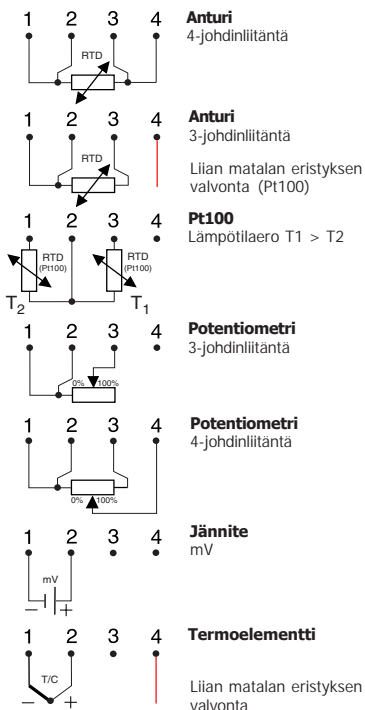 1 2 3 4
Anturi
4-johdinliitäntä
RTD
1 2 3 4
Anturi
3-johdinliitäntä
RTD
Liian matalan eristyksen
valvonta (Pt100)
1 2 3 4
Pt100
Lämpötilaero T1 > T2
RTD
(Pt100)
RTD
(Pt100)
T2
T1
1 2 3 4
Potentiometri
3-johdinliitäntä
0% 100%
1 2 3 4
Potentiometri
4-johdinliitäntä
0% 100%
1 2 3 4
Jännite
mV
mV
– +
1 2 3 4
Termoelementti
T/C
– +
Liian matalan eristyksen
valvonta